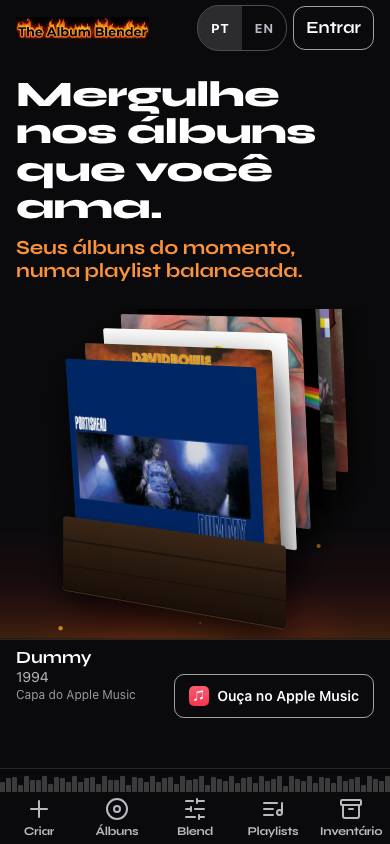 The Album Blender
PT
EN
Entrar
Mergulhe
nos álbuns
que você
ama.
Seus álbuns do momento,
numa playlist balanceada.
DAVIDBOWIE
PORTISHEAD
DUMMY
Dummy
1994
Capa do Apple Music
Ouça no Apple Music
Criar
Álbuns
Blend
Playlists
Inventário